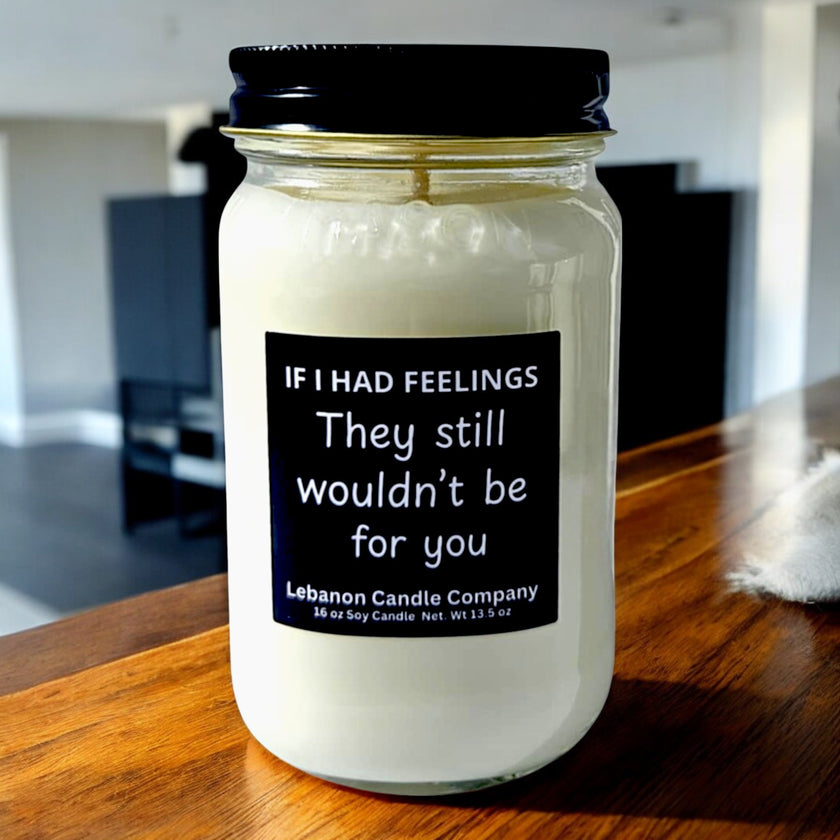 IF I HAD FEELINGS
They still
wouldn't be
for you
Lebanon Candle Company
16 oz Soy Candle Net. Wt 13.5 oz